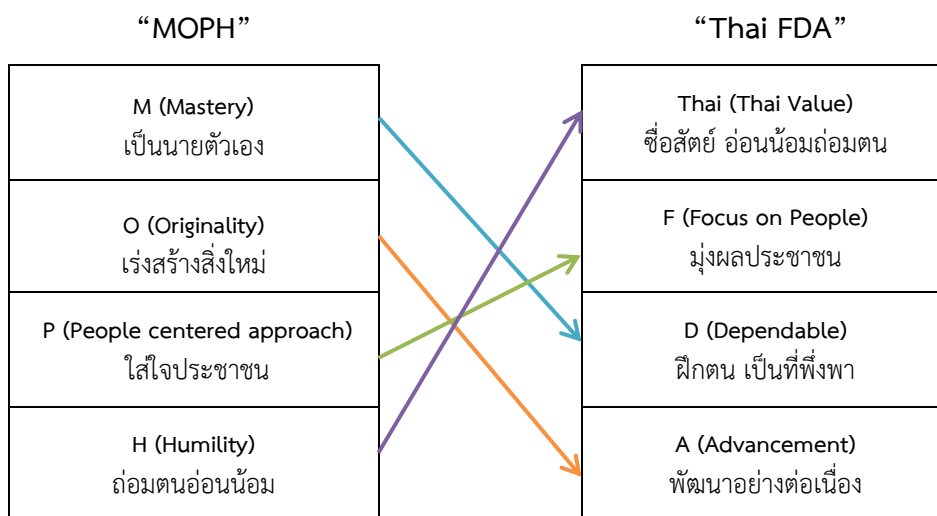 “MOPH”
M (Mastery)
เป็นนายตัวเอง
O (Originality)
เร่งสร้างสิ่งใหม่
P (People centered approach)
ใส่ใจประชาชน
H (Humility)
ถ่อมตนอ่อนน้อม
“Thai FDA”
Thai (Thai Value)
ซื่อสัตย์ อ่อนน้อมถ่อมตน
F (Focus on People)
มุ่งผลประชาชน
D (Dependable)
ฝึกตน เป็นที่พึ่งพา
A (Advancement)
พัฒนาอย่างต่อเนื่อง